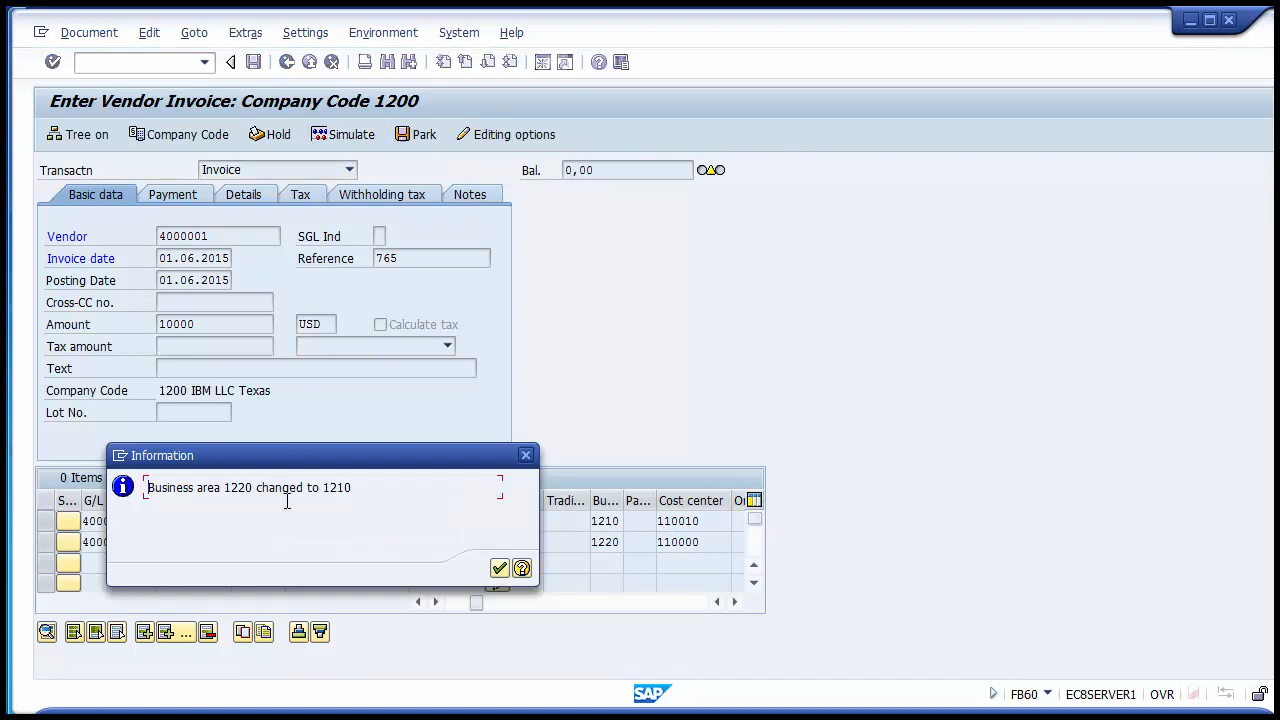 Document Edit Goto Extras Settings Environment System Help
Enter Vendor Invoice: Company Code 1200
Tree on Company Code Hold Simulate Park Editing options
Transactn Invoice Bal. 0,00
Basic data Payment Details Tax Withholding tax Notes
Vendor 4000001 SGL Ind
Invoice date 01.06.2015 Reference 765
Posting Date 01.06.2015
Cross-CC no.
Amount 10000 USD Calculate tax
Tax amount
Text
Company Code 1200 IBM LLC Texas
Lot No.
Information
0 Items
Business area 1220 changed to 1210
S... G/L Tradi... Bu... Pa... Cost center
4000 1210 110010
4000 1220 110000
...
SAP FB60 EC8SERVER1 OVR